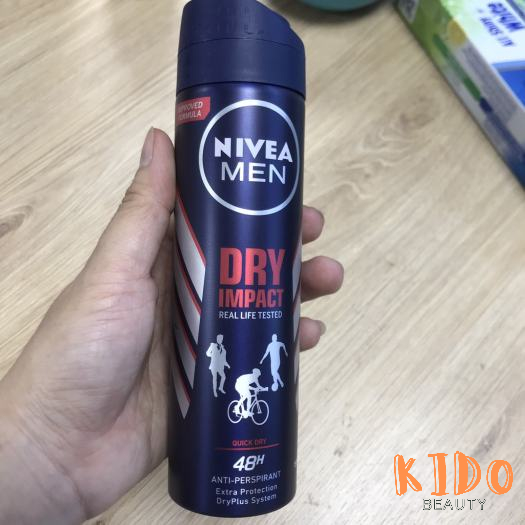 IMPROVED
FORMULA
NIVEA
MEN
DRY
IMPACT
REAL LIFE TESTED
QUICK DRY
48H
ANTI-PERSPIRANT
Extra Protection
DryPlus System
KIDO
BEAUTY